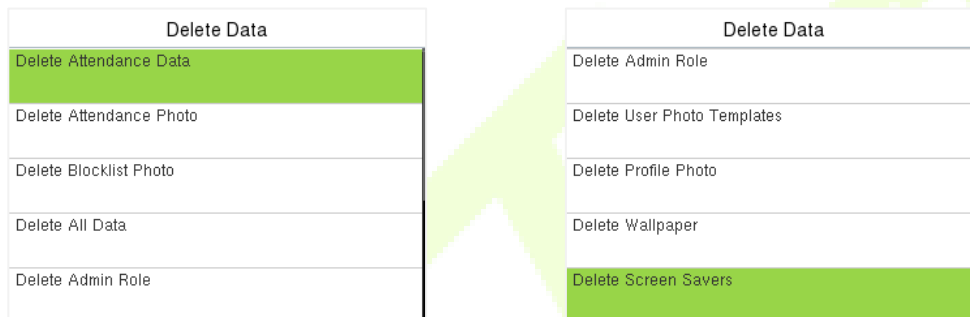 Delete Data
Delete Attendance Data
Delete Attendance Photo
Delete Blocklist Photo
Delete All Data
Delete Admin Role
Delete Data
Delete Admin Role
Delete User Photo Templates
Delete Profile Photo
Delete Wallpaper
Delete Screen Savers